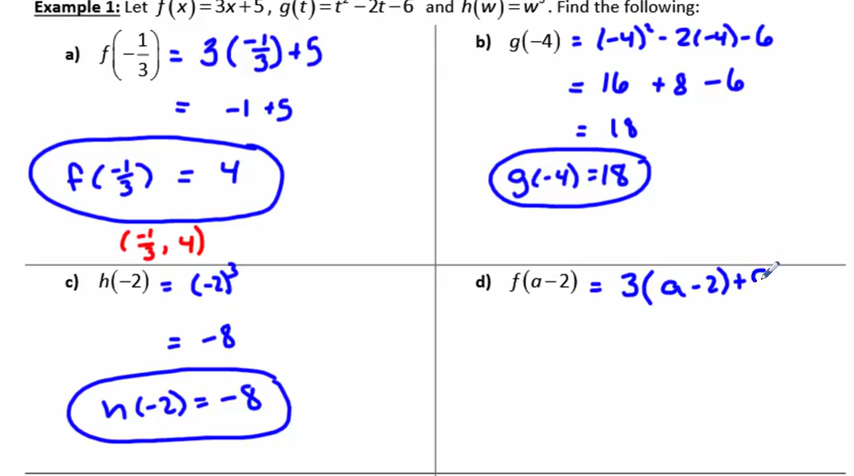 Example 1: Let f(x)=3x+5, g(t)=t²−2t−6 and h(w)=w³. Find the following:
a) f(−1/3) = 3(-1/3)+5
= -1 +5
f(-1/3) = 4
(-1/3, 4)
b) g(−4) = (-4)² - 2(-4) - 6
= 16 + 8 - 6
= 18
g(-4) = 18
c) h(−2) = (-2)³
= -8
h(-2) = -8
d) f(a−2) = 3(a-2)+